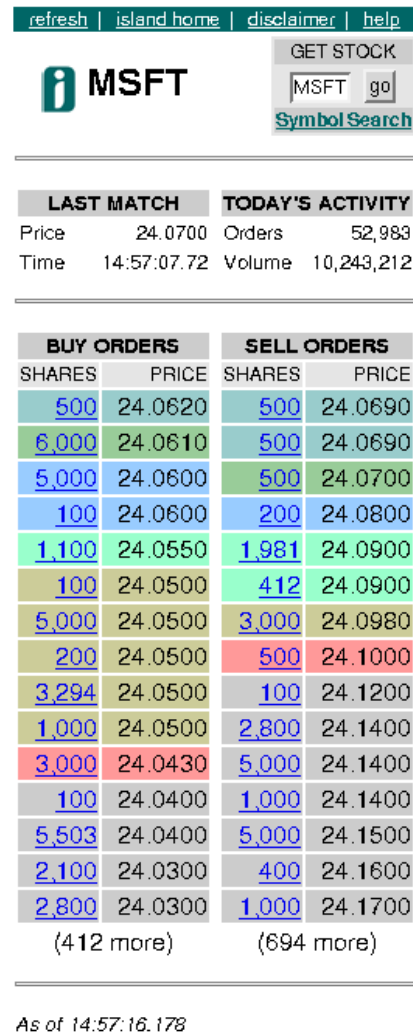 refresh | island home | disclaimer | help
MSFT
GET STOCK
MSFT go
Symbol Search
LAST MATCH TODAY'S ACTIVITY
Price 24.0700 Orders 52,983
Time 14:57:07.72 Volume 10,243,212
BUY ORDERS SELL ORDERS
SHARES PRICE SHARES PRICE
500 24.0620 500 24.0690
6,000 24.0610 500 24.0690
5,000 24.0600 500 24.0700
100 24.0600 200 24.0800
1,100 24.0550 1,981 24.0900
100 24.0500 412 24.0900
5,000 24.0500 3,000 24.0980
200 24.0500 500 24.1000
3,294 24.0500 100 24.1200
1,000 24.0500 2,800 24.1400
3,000 24.0430 5,000 24.1400
100 24.0400 1,000 24.1400
5,503 24.0400 5,000 24.1500
2,100 24.0300 400 24.1600
2,800 24.0300 1,000 24.1700
(412 more) (694 more)
As of 14:57:16.178